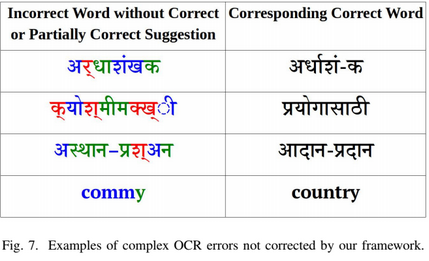 Incorrect Word without Correct
or Partially Correct Suggestion
Corresponding Correct Word
अर्‌धाशंखक
अर्धाशं-क
क्‌योश्‌मीमक्ख्‌ी
प्रयोगासाठी
अस्थान–प्रश्‌अन
आदान-प्रदान
commy
country
Fig. 7. Examples of complex OCR errors not corrected by our framework.